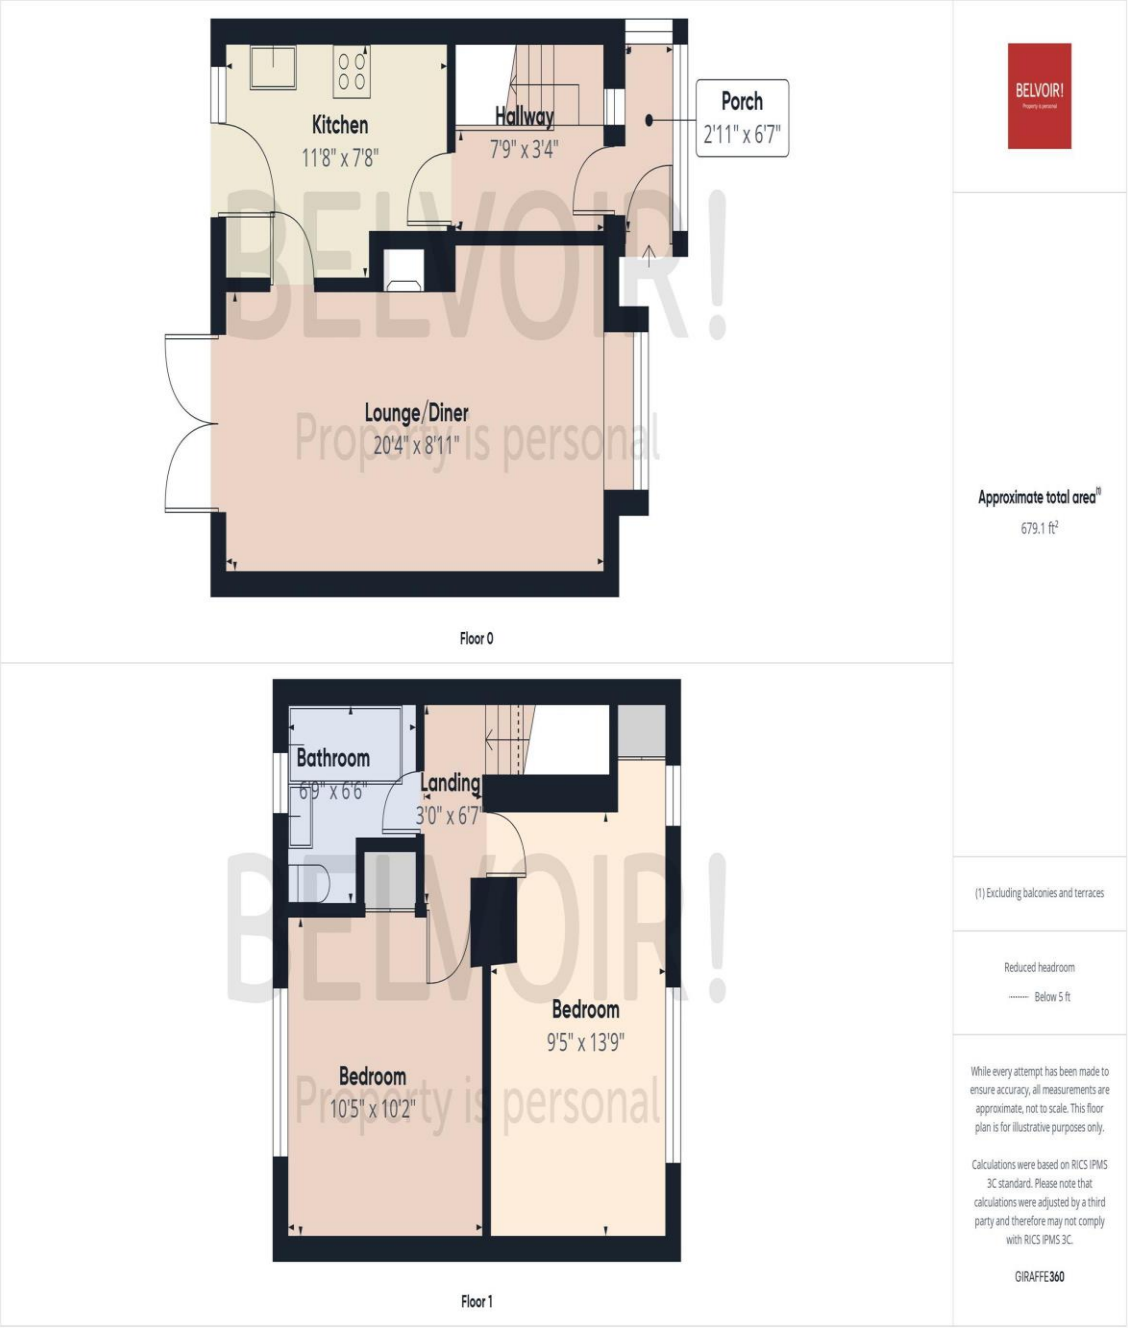 Kitchen
11'8" x 7'8"
Hallway
7'9" x 3'4"
Porch
2'11" x 6'7"
BELVOIR!
Lounge/Diner
20'4" x 8'11"
Property is personal
Floor 0
Bathroom
6'9" x 6'6"
Landing
3'0" x 6'7"
BELVOIR!
Bedroom
9'5" x 13'9"
Bedroom
10'5" x 10'2"
Property is personal
Floor 1
BELVOIR!
Property is personal
Approximate total area(1)
679.1 ft²
(1) Excluding balconies and terraces
Reduced headroom
Below 5 ft
While every attempt has been made to
ensure accuracy, all measurements are
approximate, not to scale. This floor
plan is for illustrative purposes only.
Calculations were based on RICS IPMS
3C standard. Please note that
calculations were adjusted by a third
party and therefore may not comply
with RICS IPMS 3C.
GIRAFFE360